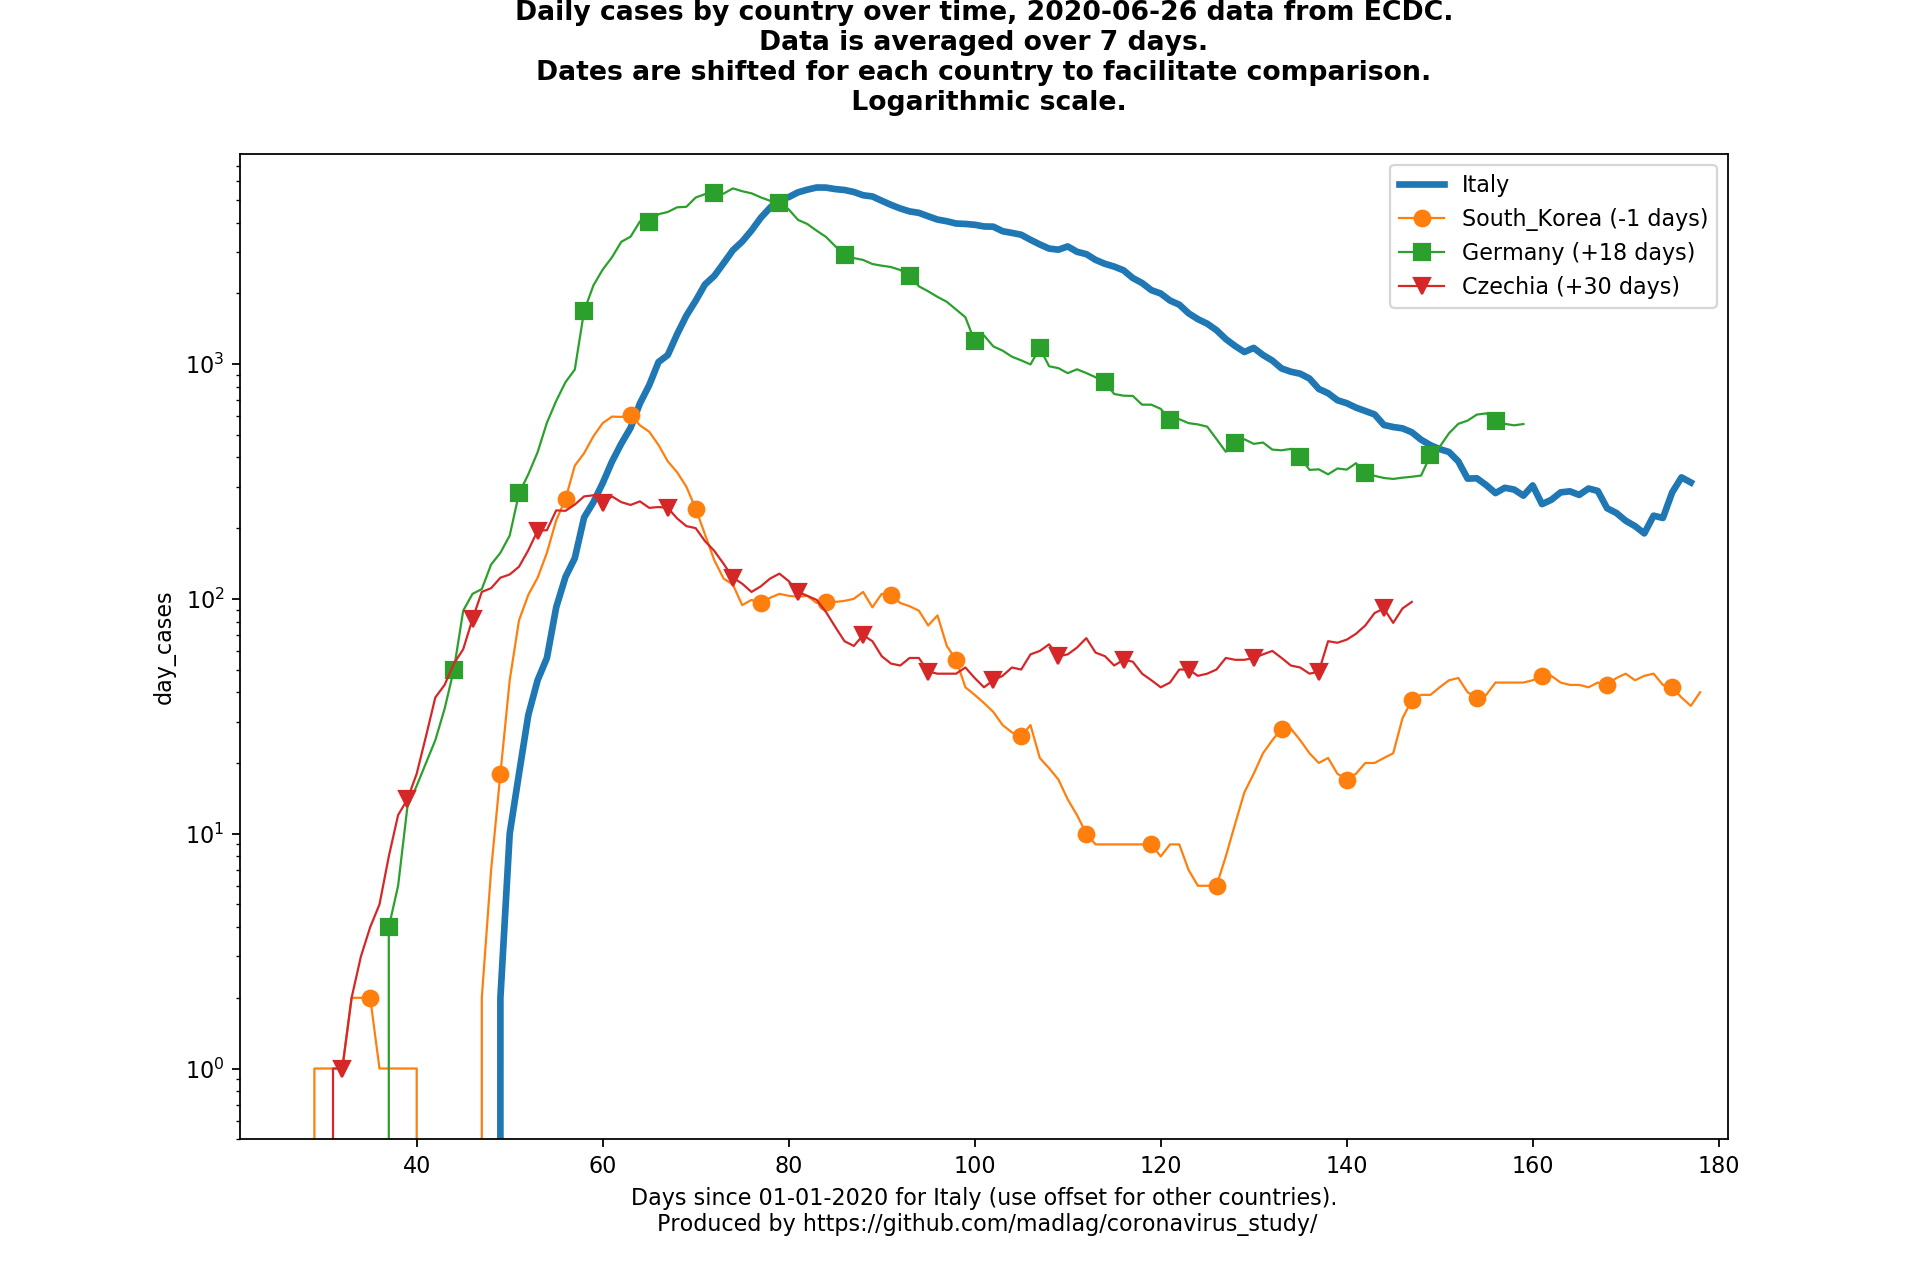 Daily cases by country over time, 2020-06-26 data from ECDC.
Data is averaged over 7 days.
Dates are shifted for each country to facilitate comparison.
Logarithmic scale.
Italy
South_Korea (-1 days)
Germany (+18 days)
Czechia (+30 days)
day_cases
10³
10²
10¹
10⁰
40 60 80 100 120 140 160 180
Days since 01-01-2020 for Italy (use offset for other countries).
Produced by https://github.com/madlag/coronavirus_study/